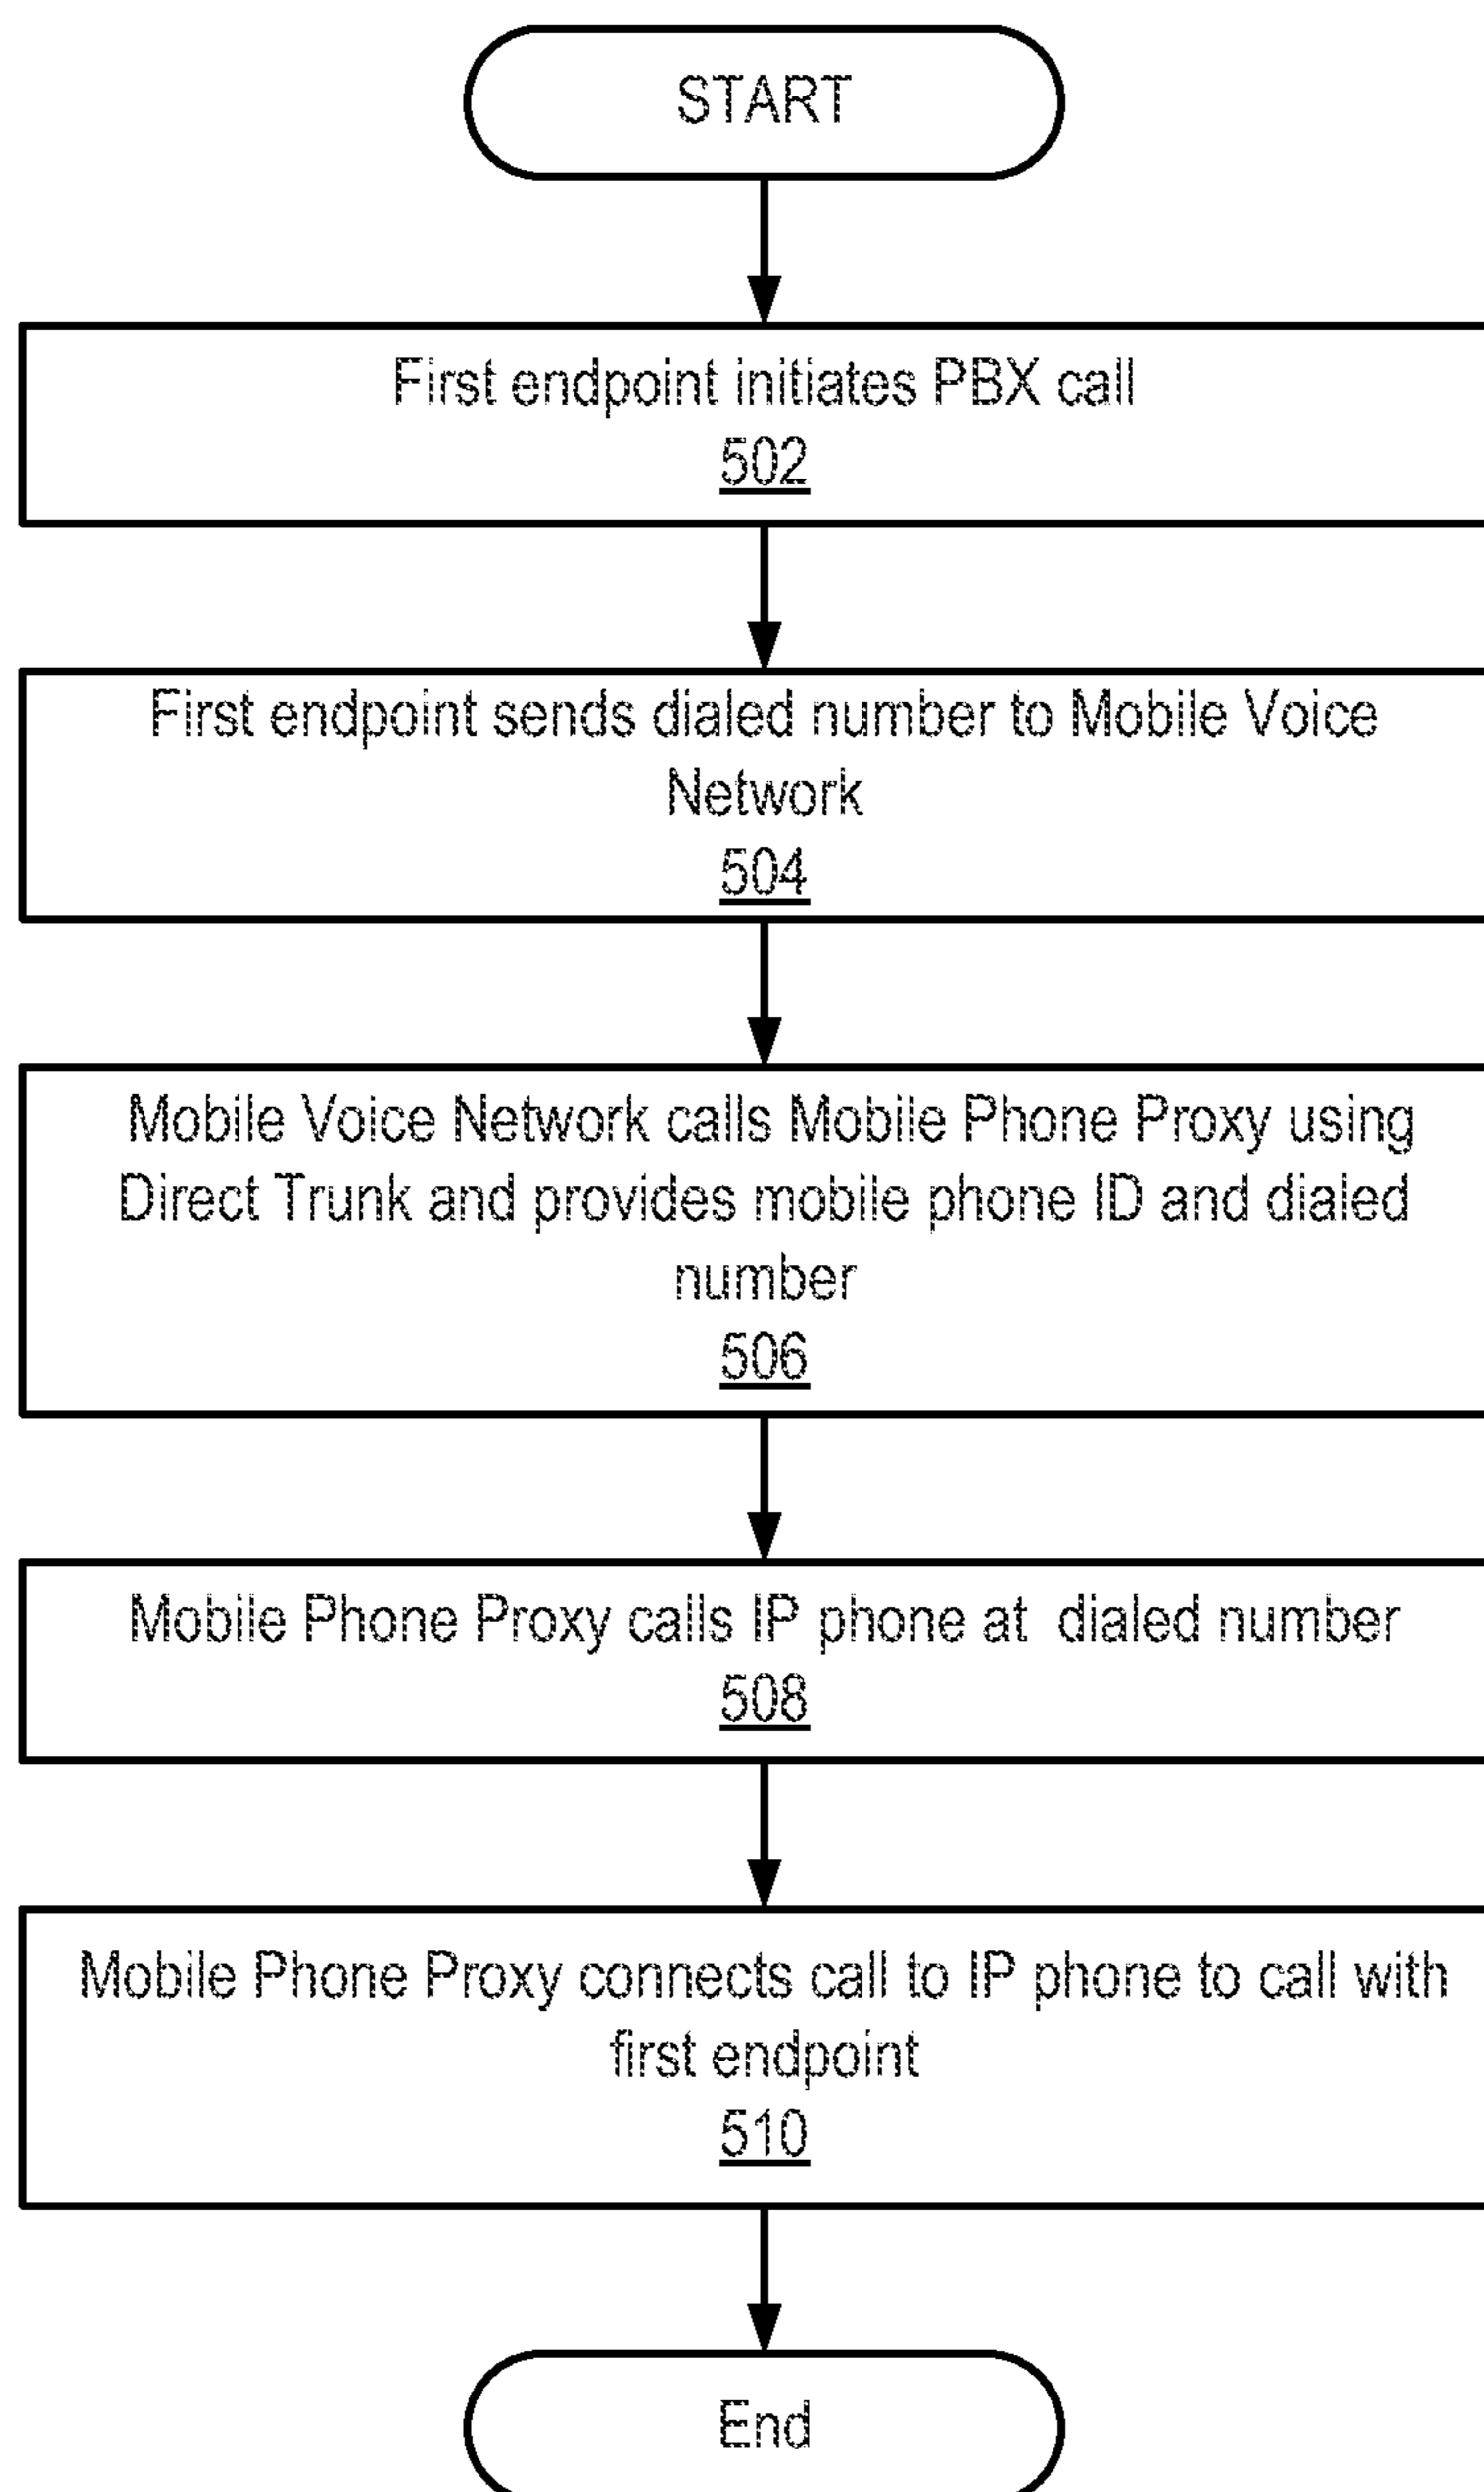 START
First endpoint initiates PBX call
502
First endpoint sends dialed number to Mobile Voice
Network
504
Mobile Voice Network calls Mobile Phone Proxy using
Direct Trunk and provides mobile phone ID and dialed
number
506
Mobile Phone Proxy calls IP phone at dialed number
508
Mobile Phone Proxy connects call to IP phone to call with
first endpoint
510
End